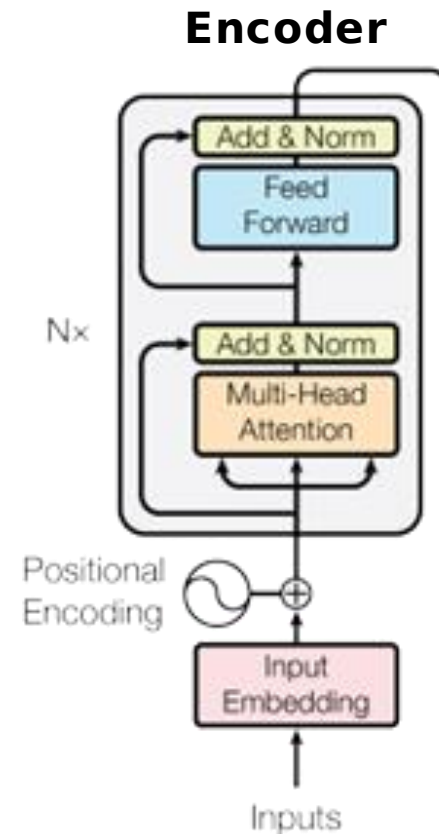 Encoder
Add & Norm
Feed
Forward
Nx
Add & Norm
Multi-Head
Attention
Positional
Encoding
Input
Embedding
Inputs